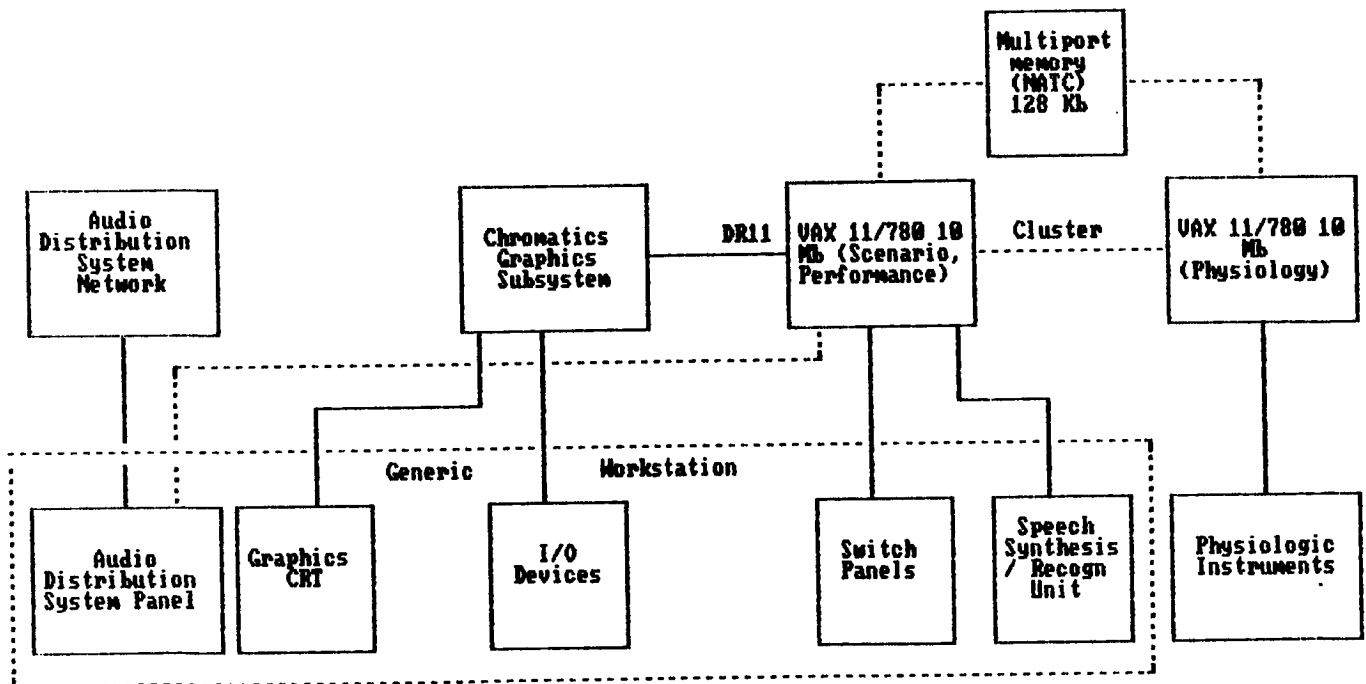 Multiport
memory
(MATC)
128 Kb
Audio
Distribution
System
Network
Chromatics
Graphics
Subsystem
DR11
VAX 11/780 10
Mb (Scenario,
Performance)
Cluster
VAX 11/780 10
Mb
(Physiology)
Generic Workstation
Audio
Distribution
System Panel
Graphics
CRT
I/O
Devices
Switch
Panels
Speech
Synthesis
/ Recogn
Unit
Physiologic
Instruments